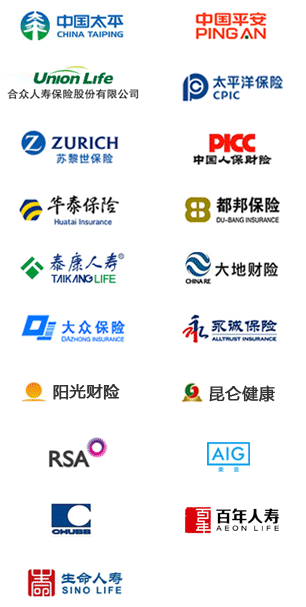 中国太平
CHINA TAIPING
中国平安
PING AN
Union Life
合众人寿保险股份有限公司
太平洋保险
CPIC
Z ZURICH
苏黎世保险
PICC
中国人保财险
华泰保险
Huatai Insurance
都邦保险
DU-BANG INSURANCE
泰康人寿®
TAIKANG LIFE
CHINA RE
大地财险
大众保险
DAZHONG INSURANCE
永诚保险
ALLTRUST INSURANCE
阳光财险
昆仑健康
RSA
AIG
CHUBB
百年
百年人寿
AEON LIFE
生命人寿
SINO LIFE